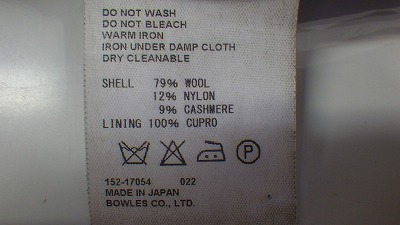 DO NOT WASH
DO NOT BLEACH
WARM IRON
IRON UNDER DAMP CLOTH
DRY CLEANABLE
SHELL 79% WOOL
12% NYLON
9% CASHMERE
LINING 100% CUPRO
P
152-17054 022
MADE IN JAPAN
BOWLES CO., LTD.